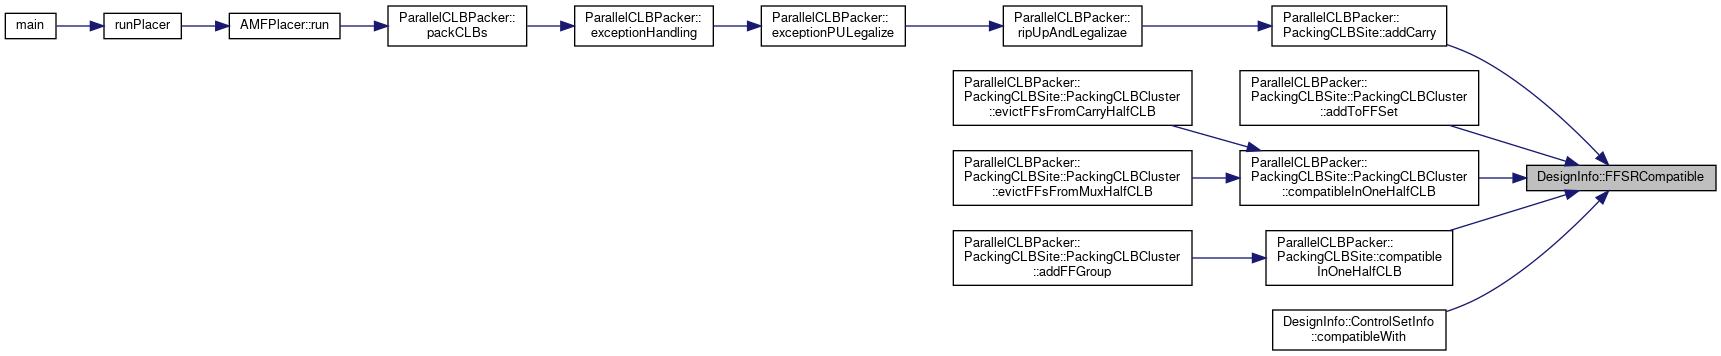 main
runPlacer
AMFPlacer::run
ParallelCLBPacker::
packCLBs
ParallelCLBPacker::
exceptionHandling
ParallelCLBPacker::
exceptionPULegalize
ParallelCLBPacker::
ripUpAndLegalizae
ParallelCLBPacker::
PackingCLBSite::addCarry
ParallelCLBPacker::
PackingCLBSite::PackingCLBCluster
::evictFFsFromCarryHalfCLB
ParallelCLBPacker::
PackingCLBSite::PackingCLBCluster
::addToFFSet
ParallelCLBPacker::
PackingCLBSite::PackingCLBCluster
::evictFFsFromMuxHalfCLB
ParallelCLBPacker::
PackingCLBSite::PackingCLBCluster
::compatibleInOneHalfCLB
DesignInfo::FFSRCompatible
ParallelCLBPacker::
PackingCLBSite::PackingCLBCluster
::addFFGroup
ParallelCLBPacker::
PackingCLBSite::compatible
InOneHalfCLB
DesignInfo::ControlSetInfo
::compatibleWith